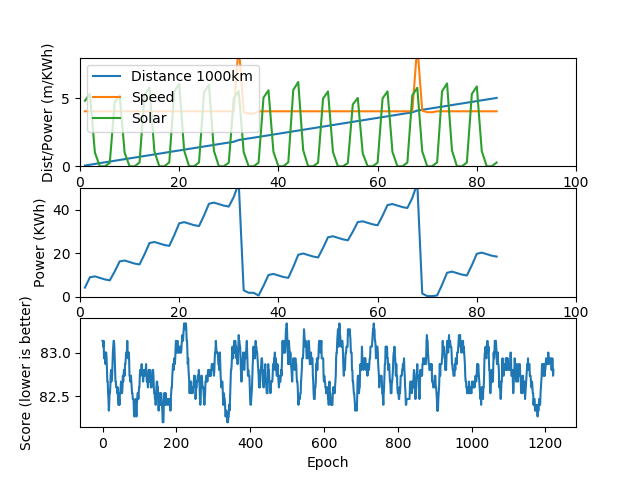 Dist/Power (m/KWh)
Distance 1000km
Speed
Solar
5
0
0 20 40 60 80 100
Power (KWh)
40
20
0
0 20 40 60 80 100
Score (lower is better)
83.0
82.5
0 200 400 600 800 1000 1200
Epoch